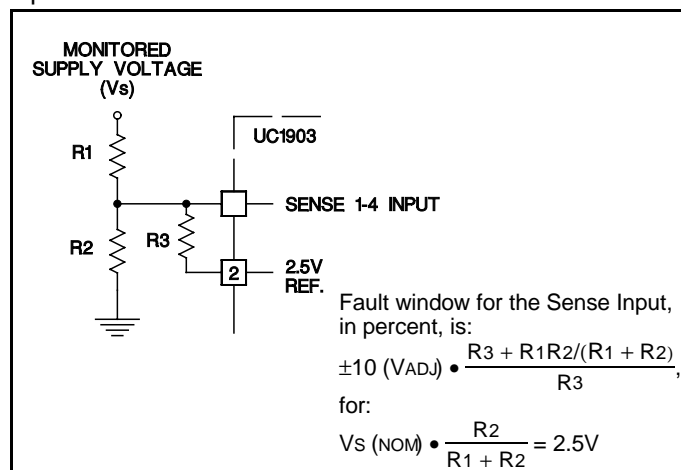 MONITORED
SUPPLY VOLTAGE
(Vs)
UC1903
R1
SENSE 1-4 INPUT
R2
R3
2
2.5V
REF.
Fault window for the Sense Input,
in percent, is:
±10 (VADJ) • R3 + R1R2/(R1 + R2)
R3
,
for:
VS (NOM) • R2
R1 + R2
= 2.5V